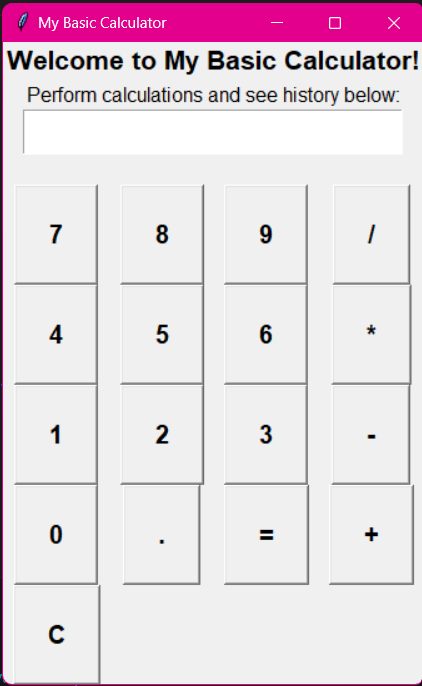 My Basic Calculator
Welcome to My Basic Calculator!
Perform calculations and see history below:
7 8 9 /
4 5 6 *
1 2 3 -
0 . = +
C